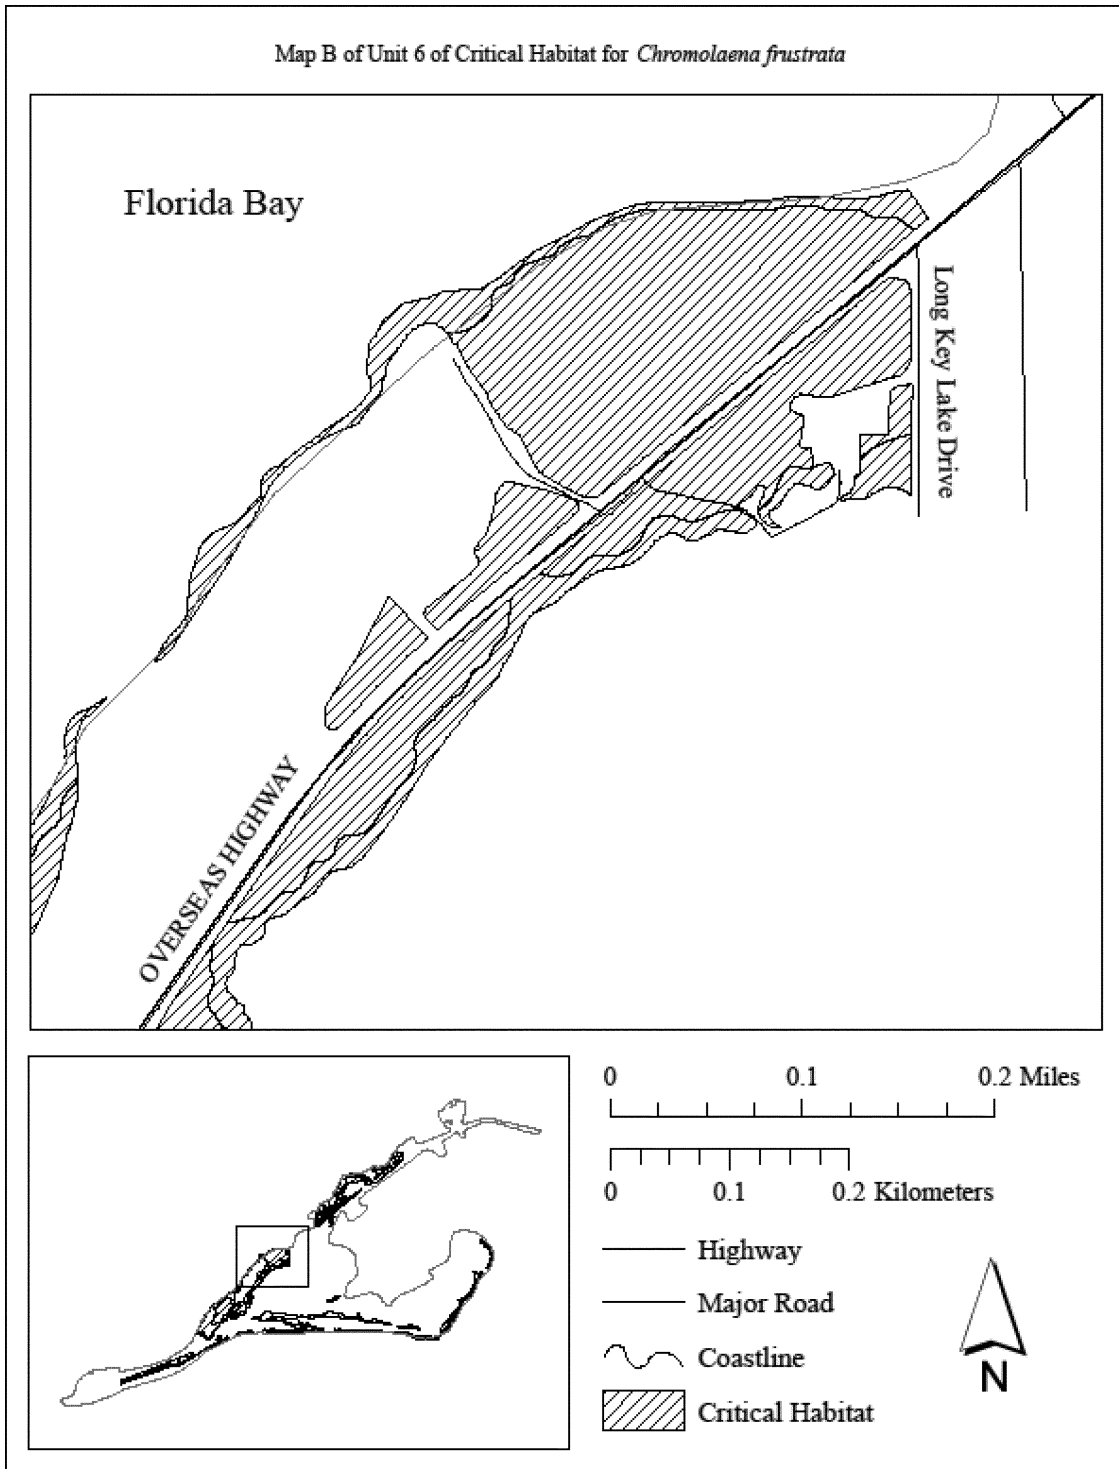 Map B of Unit 6 of Critical Habitat for Chromolaena frustrata
Florida Bay
Long Key Lake Drive
OVERSEAS HIGHWAY
0 0.1 0.2 Miles
0 0.1 0.2 Kilometers
Highway
Major Road
Coastline
Critical Habitat
N